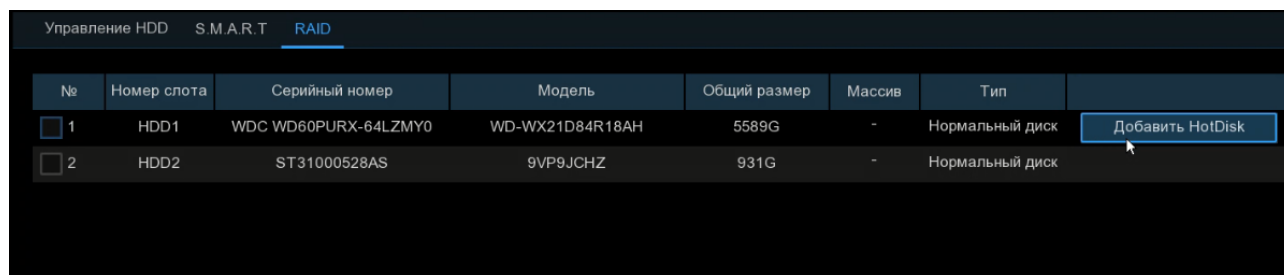 Управление HDD S.M.A.R.T RAID
№ Номер слота Серийный номер Модель Общий размер Массив Тип
1 HDD1 WDC WD60PURX-64LZMY0 WD-WX21D84R18AH 5589G - Нормальный диск Добавить HotDisk
2 HDD2 ST31000528AS 9VP9JCHZ 931G - Нормальный диск